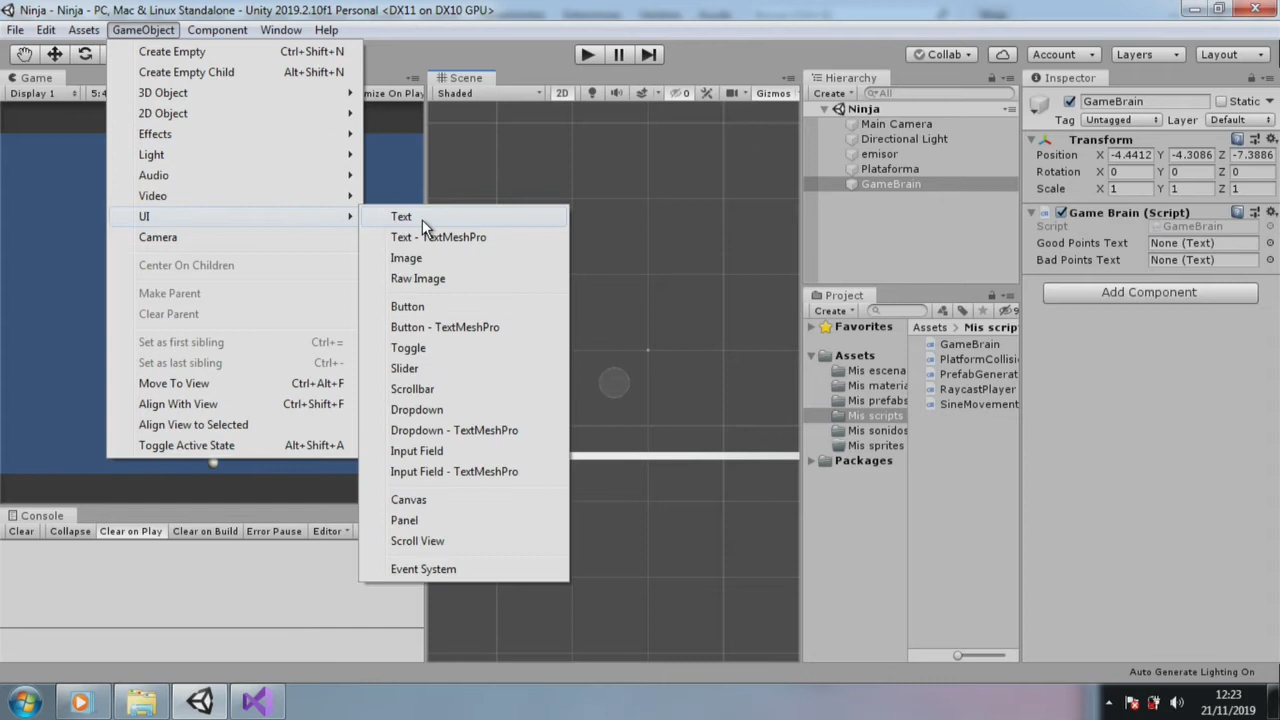 Ninja - Ninja - PC, Mac & Linux Standalone - Unity 2019.2.10f1 Personal <DX11 on DX10 GPU>
File Edit Assets GameObject Component Window Help
Collab Account Layers Layout
Game
Display 1 5:4 mize On Play
Create Empty Ctrl+Shift+N
Create Empty Child Alt+Shift+N
3D Object
2D Object
Effects
Light
Audio
Video
UI
Camera
Center On Children
Make Parent
Clear Parent
Set as first sibling Ctrl+=
Set as last sibling Ctrl+-
Move To View Ctrl+Alt+F
Align With View Ctrl+Shift+F
Align View to Selected
Toggle Active State Alt+Shift+A
Text
Text - TextMeshPro
Image
Raw Image
Button
Button - TextMeshPro
Toggle
Slider
Scrollbar
Dropdown
Dropdown - TextMeshPro
Input Field
Input Field - TextMeshPro
Canvas
Panel
Scroll View
Event System
Scene
Shaded 2D 0 Gizmos
Hierarchy
Create All
Ninja
Main Camera
Directional Light
emisor
Plataforma
GameBrain
Project
Create 9
Favorites
Assets
Mis escena
Mis materia
Mis prefabs
Mis scripts
Mis sonidos
Mis sprites
Packages
Assets Mis script
GameBrain
PlatformCollisi
PrefabGenerat
RaycastPlayer
SineMovement
Inspector
GameBrain Static
Tag Untagged Layer Default
Transform
Position X -4.4412 Y -4.3086 Z -7.3886
Rotation X 0 Y 0 Z 0
Scale X 1 Y 1 Z 1
Game Brain (Script)
Script GameBrain
Good Points Text None (Text)
Bad Points Text None (Text)
Add Component
Console
Clear Collapse Clear on Play Clear on Build Error Pause Editor
Auto Generate Lighting On
12:23
21/11/2019